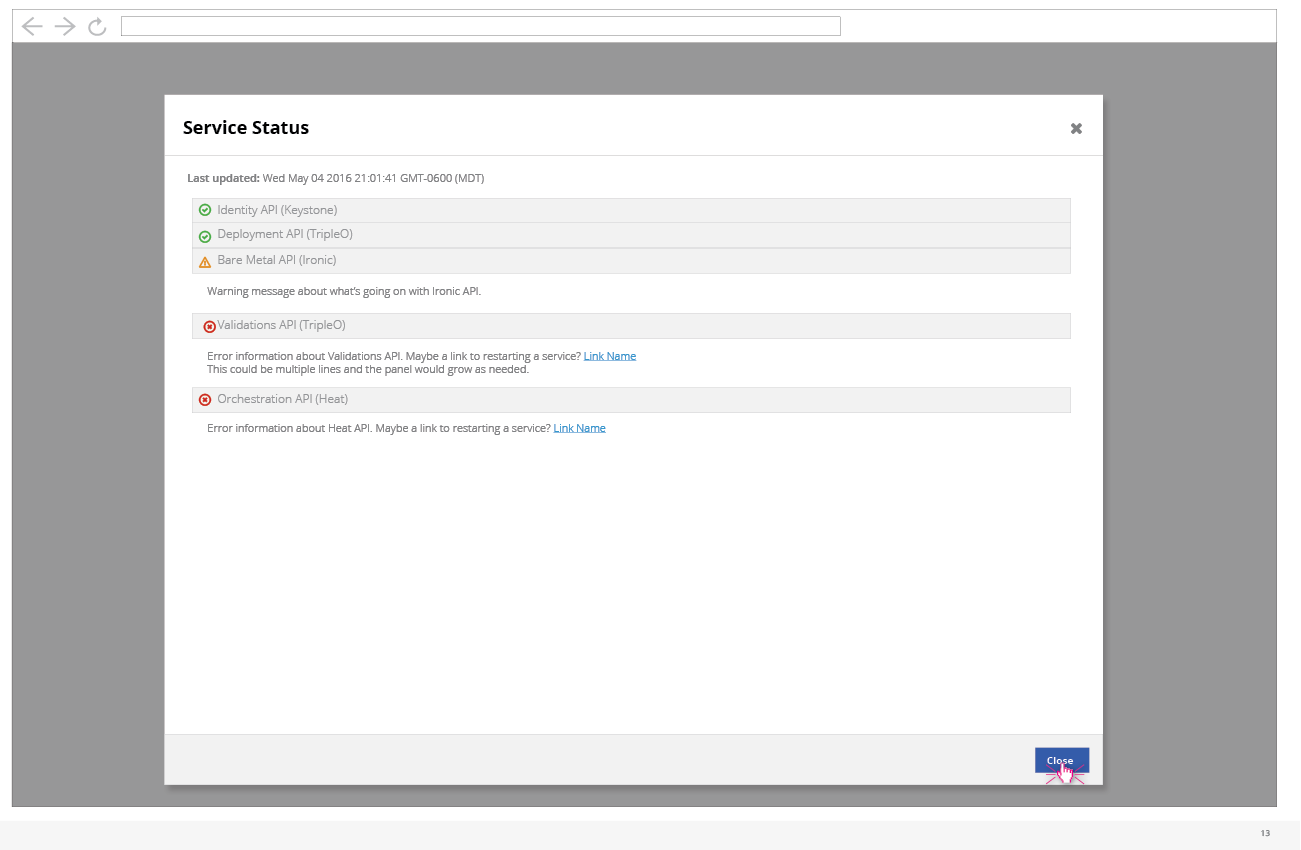 Service Status
Last updated: Wed May 04 2016 21:01:41 GMT-0600 (MDT)
Identity API (Keystone)
Deployment API (TripleO)
Bare Metal API (Ironic)
Warning message about what's going on with Ironic API.
Validations API (TripleO)
Error information about Validations API. Maybe a link to restarting a service? Link Name
This could be multiple lines and the panel would grow as needed.
Orchestration API (Heat)
Error information about Heat API. Maybe a link to restarting a service? Link Name
Close
13